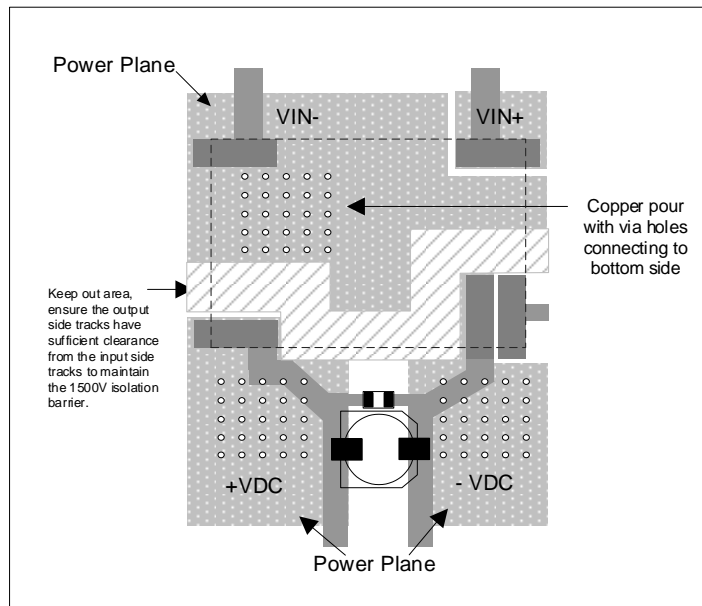 Power Plane
VIN-
VIN+
Copper pour
with via holes
connecting to
bottom side
Keep out area,
ensure the output
side tracks have
sufficient clearance
from the input side
tracks to maintain
the 1500V isolation
barrier.
+VDC
- VDC
Power Plane